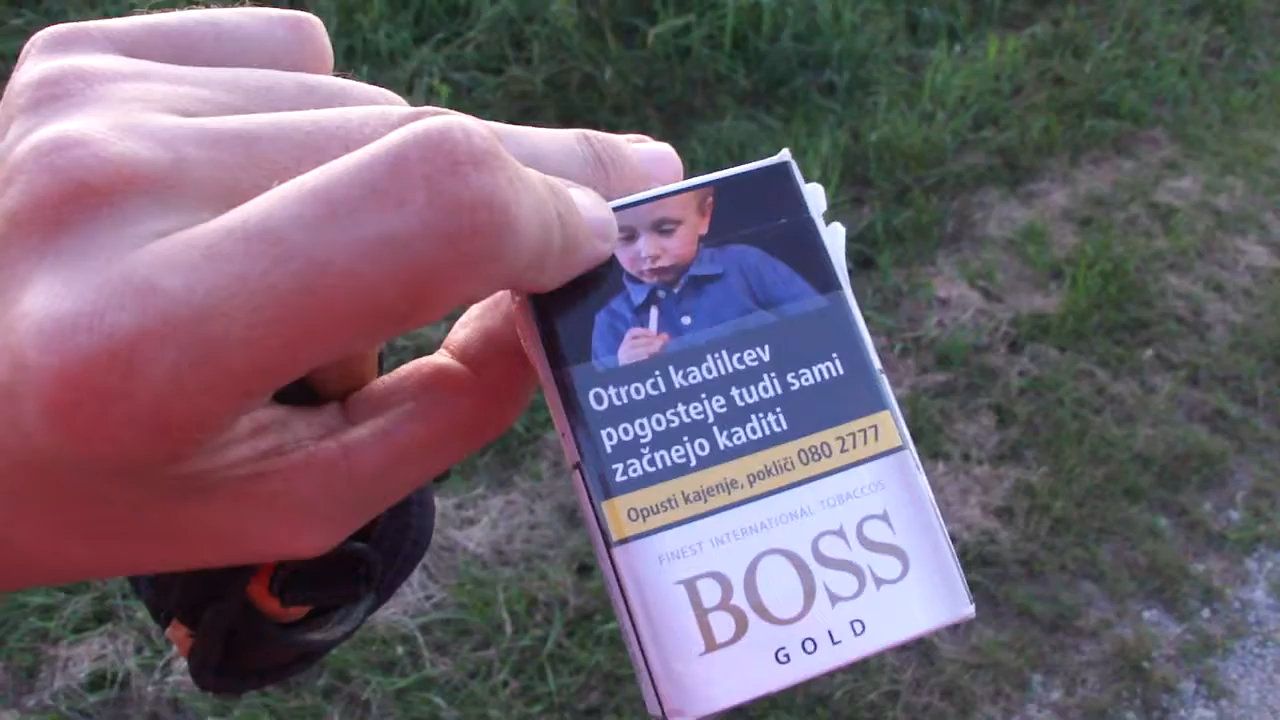 Otroci kadilcev
pogosteje tudi sami
začnejo kaditi
Opusti kajenje, pokliči 080 2777
FINEST INTERNATIONAL TOBACCOS
BOSS
GOLD